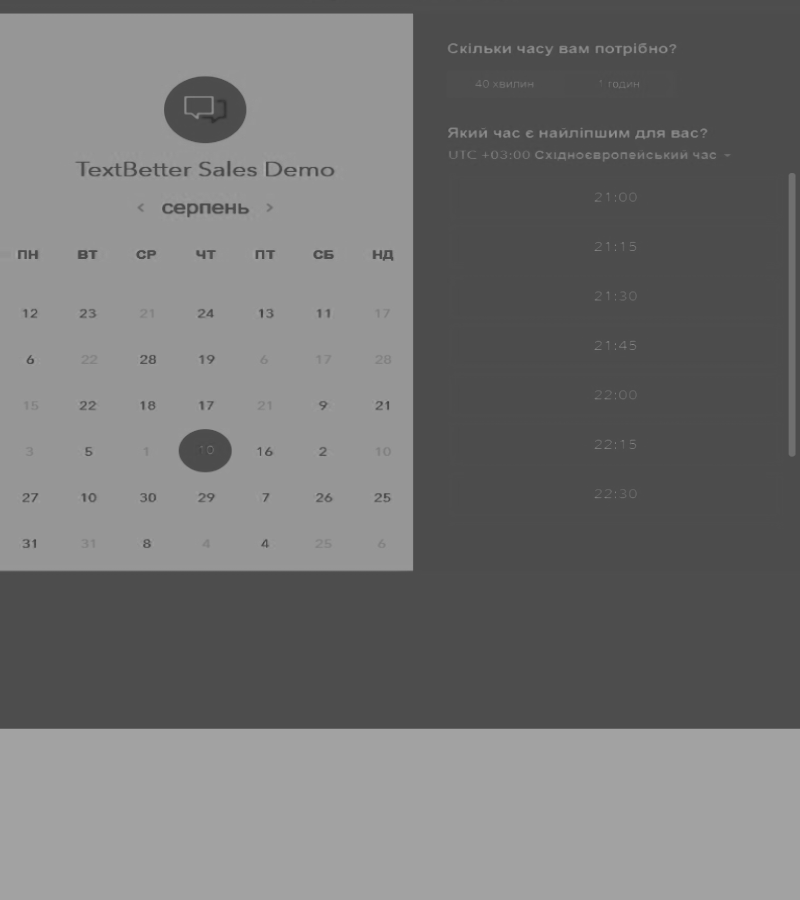 TextBetter Sales Demo
< серпень >
ПН ВТ СР ЧТ ПТ СБ НД
12 23 21 24 13 11 17
6 22 28 19 6 17 28
15 22 18 17 21 9 21
3 5 1 10 16 2 10
27 10 30 29 7 26 25
31 31 8 4 4 25 6
Скільки часу вам потрібно?
40 хвилин 1 годин
Який час є найліпшим для вас?
UTC +03:00 Східноєвропейський час
21:00
21:15
21:30
21:45
22:00
22:15
22:30